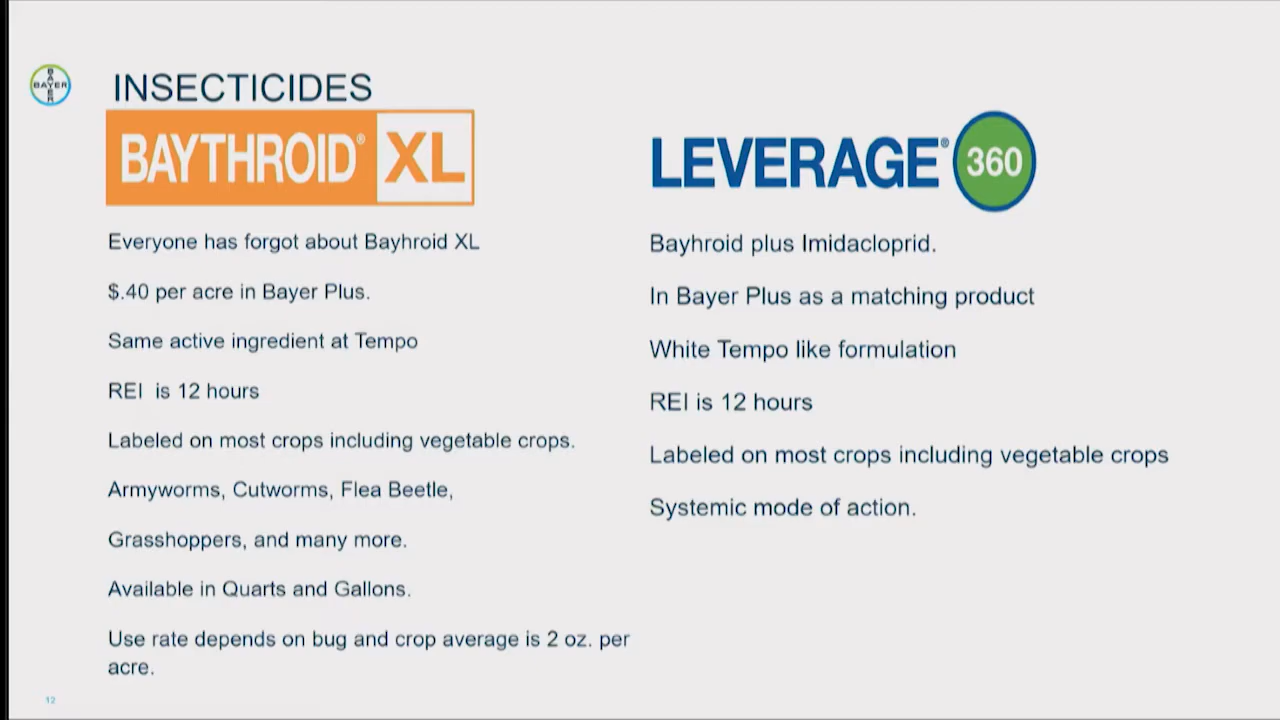 BAYER
BAYER
INSECTICIDES
BAYTHROID® XL
Everyone has forgot about Bayhroid XL
$.40 per acre in Bayer Plus.
Same active ingredient at Tempo
REI is 12 hours
Labeled on most crops including vegetable crops.
Armyworms, Cutworms, Flea Beetle,
Grasshoppers, and many more.
Available in Quarts and Gallons.
Use rate depends on bug and crop average is 2 oz. per
acre.
LEVERAGE® 360
Bayhroid plus Imidacloprid.
In Bayer Plus as a matching product
White Tempo like formulation
REI is 12 hours
Labeled on most crops including vegetable crops
Systemic mode of action.
12